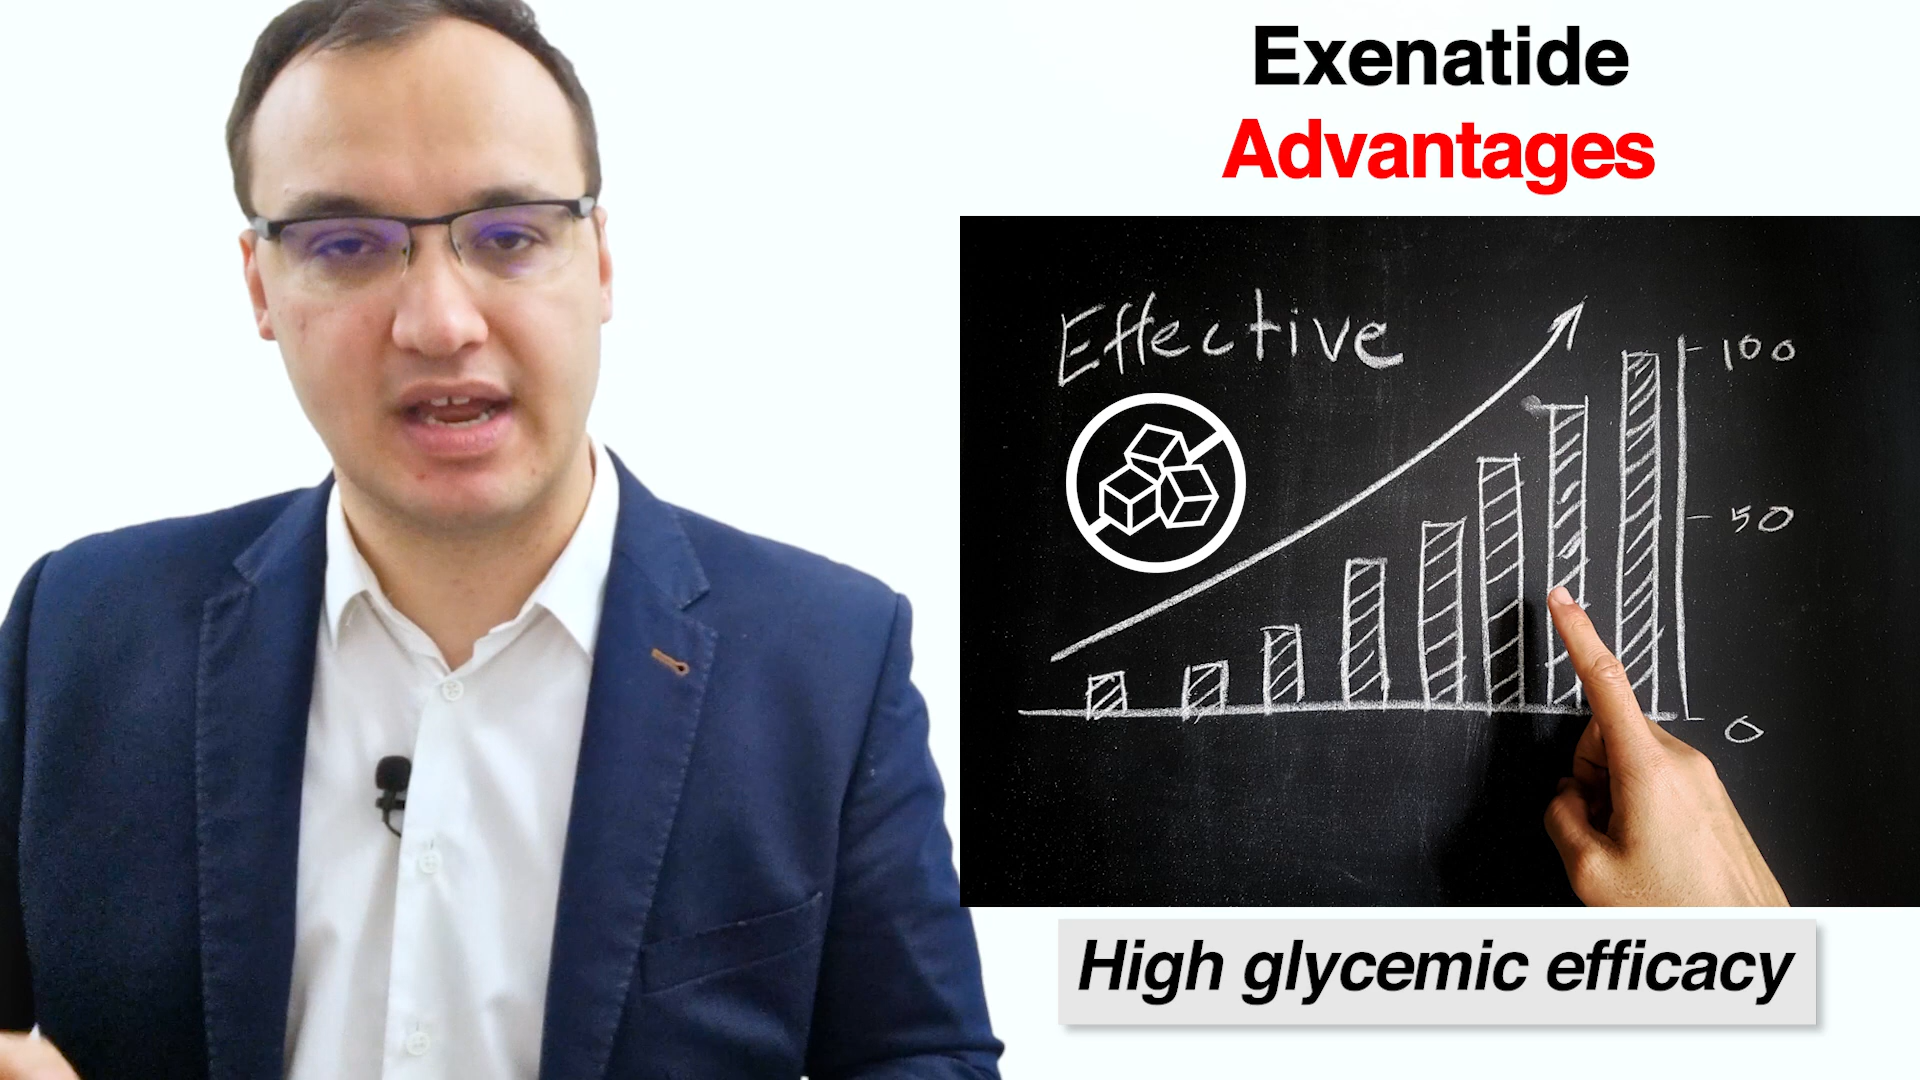 Exenatide
Advantages
Effective
100
50
0
High glycemic efficacy